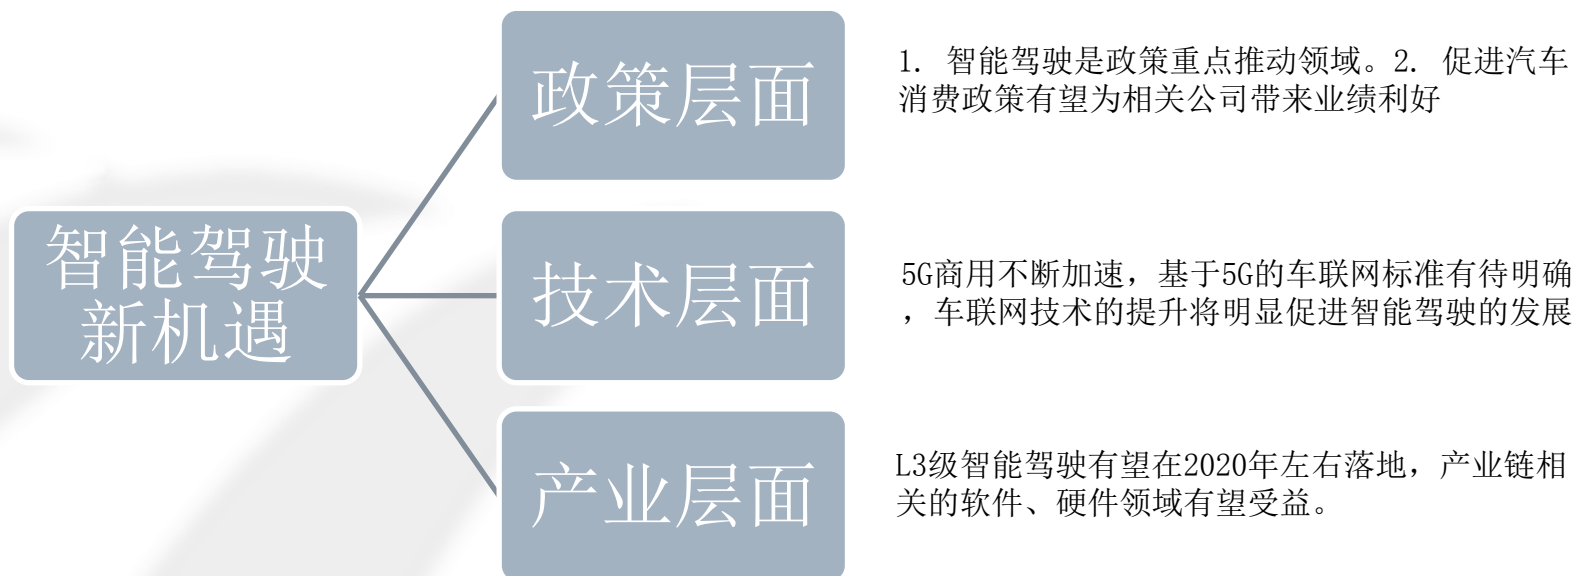 智能驾驶
新机遇
政策层面
1. 智能驾驶是政策重点推动领域。2. 促进汽车
消费政策有望为相关公司带来业绩利好
技术层面
5G商用不断加速，基于5G的车联网标准有待明确
，车联网技术的提升将明显促进智能驾驶的发展
产业层面
L3级智能驾驶有望在2020年左右落地，产业链相
关的软件、硬件领域有望受益。